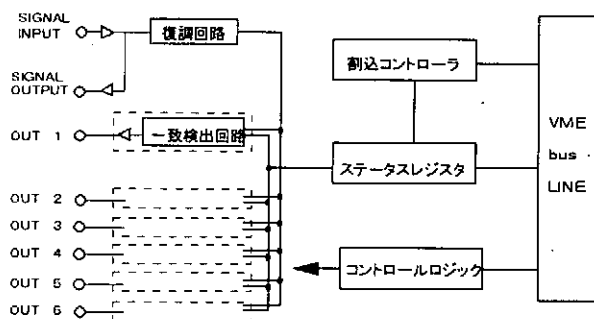 SIGNAL
INPUT
復調回路
SIGNAL
OUTPUT
割込コントローラ
OUT 1
一致検出回路
VME
bus
LINE
ステータスレジスタ
OUT 2
OUT 3
OUT 4
コントロールロジック
OUT 5
OUT 6